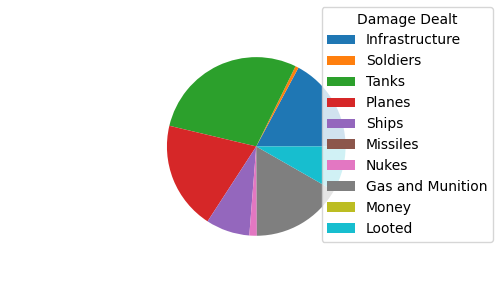 Damage Dealt
Infrastructure
Soldiers
Tanks
Planes
Ships
Missiles
Nukes
Gas and Munition
Money
Looted